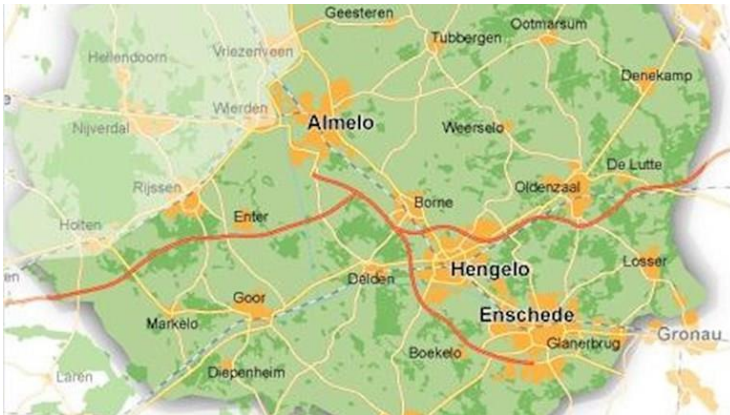 Geesteren
Ootmarsum
Vriezenveen
Tubbergen
Hellendoorn
Denekamp
Wierden
Almelo
Nijverdal
Weerselo
De Lutte
Rijssen
Oldenzaal
Borne
Enter
Holten
Losser
Hengelo
Delden
en
Goor
Enschede
Markelo
Gronau
Glanerbrug
Boekelo
Laren
Diepenheim